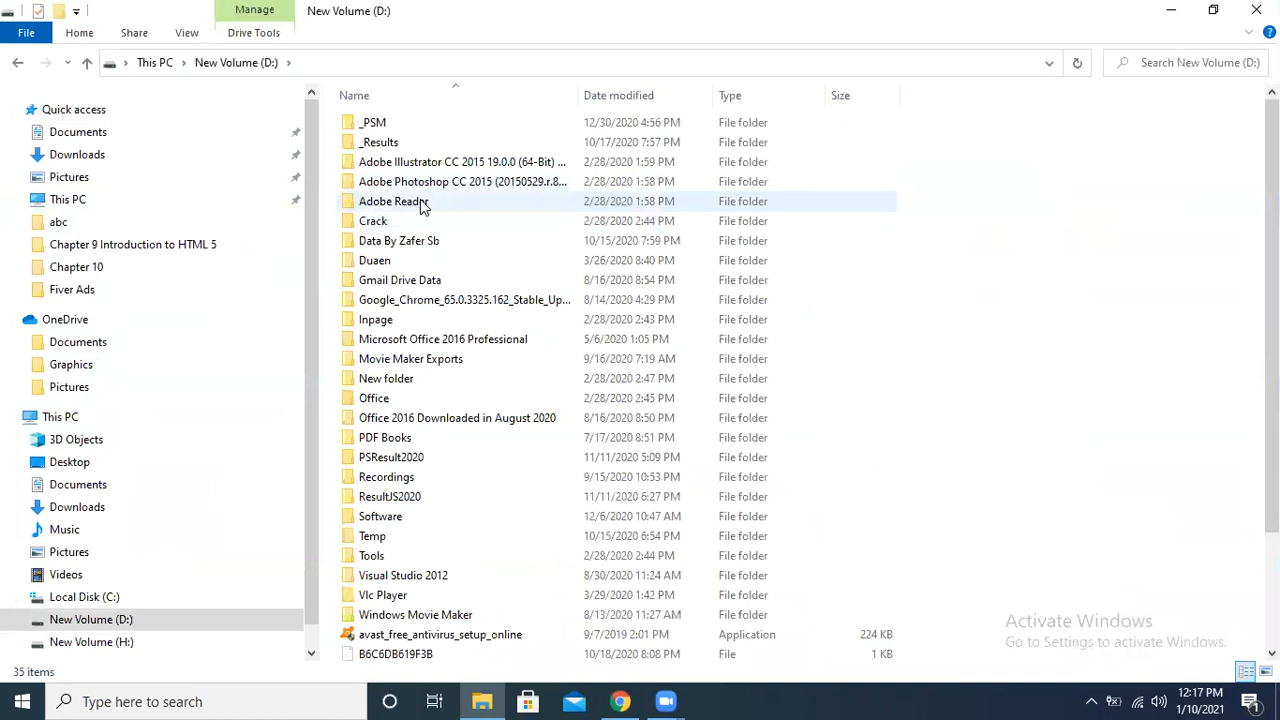 Manage
New Volume (D:)
File
Home
Share
View
Drive Tools
This PC
New Volume (D:)
Search New Volume (D:)
Quick access
Documents
Downloads
Pictures
This PC
abc
Chapter 9 Introduction to HTML 5
Chapter 10
Fiver Ads
OneDrive
Documents
Graphics
Pictures
This PC
3D Objects
Desktop
Documents
Downloads
Music
Pictures
Videos
Local Disk (C:)
New Volume (D:)
New Volume (H:)
Name Date modified Type Size
_PSM 12/30/2020 4:56 PM File folder
_Results 10/17/2020 7:57 PM File folder
Adobe Illustrator CC 2015 19.0.0 (64-Bit) ... 2/28/2020 1:59 PM File folder
Adobe Photoshop CC 2015 (20150529.r.8... 2/28/2020 1:58 PM File folder
Adobe Reader 2/28/2020 1:58 PM File folder
Crack 2/28/2020 2:44 PM File folder
Data By Zafer Sb 10/15/2020 7:59 PM File folder
Duaen 3/26/2020 8:40 PM File folder
Gmail Drive Data 8/16/2020 8:54 PM File folder
Google_Chrome_65.0.3325.162_Stable_Up... 8/14/2020 4:29 PM File folder
Inpage 2/28/2020 2:43 PM File folder
Microsoft Office 2016 Professional 5/6/2020 1:05 PM File folder
Movie Maker Exports 9/16/2020 7:19 AM File folder
New folder 2/28/2020 2:47 PM File folder
Office 2/28/2020 2:45 PM File folder
Office 2016 Downloaded in August 2020 8/16/2020 8:50 PM File folder
PDF Books 7/17/2020 8:51 PM File folder
PSResult2020 11/11/2020 5:09 PM File folder
Recordings 9/15/2020 10:53 PM File folder
ResultJS2020 11/11/2020 6:27 PM File folder
Software 12/6/2020 10:47 AM File folder
Temp 10/15/2020 6:54 PM File folder
Tools 2/28/2020 2:44 PM File folder
Visual Studio 2012 8/30/2020 11:24 AM File folder
Vlc Player 3/29/2020 1:42 PM File folder
Windows Movie Maker 8/13/2020 11:27 AM File folder
avast_free_antivirus_setup_online 9/7/2019 2:01 PM Application 224 KB
B6C6DB619F3B 10/18/2020 8:08 PM File 1 KB
Activate Windows
Go to Settings to activate Windows.
35 items
Type here to search
12:17 PM
1/10/2021
1